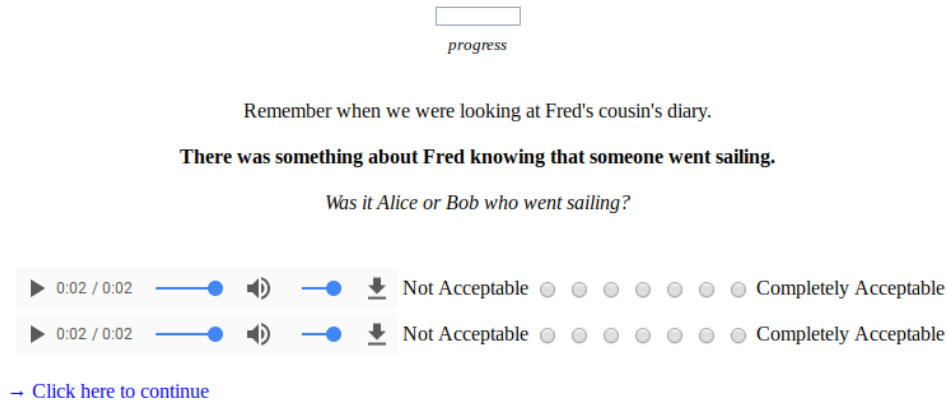 progress
Remember when we were looking at Fred's cousin's diary.
There was something about Fred knowing that someone went sailing.
Was it Alice or Bob who went sailing?
0:02 / 0:02 Not Acceptable Completely Acceptable
0:02 / 0:02 Not Acceptable Completely Acceptable
→ Click here to continue